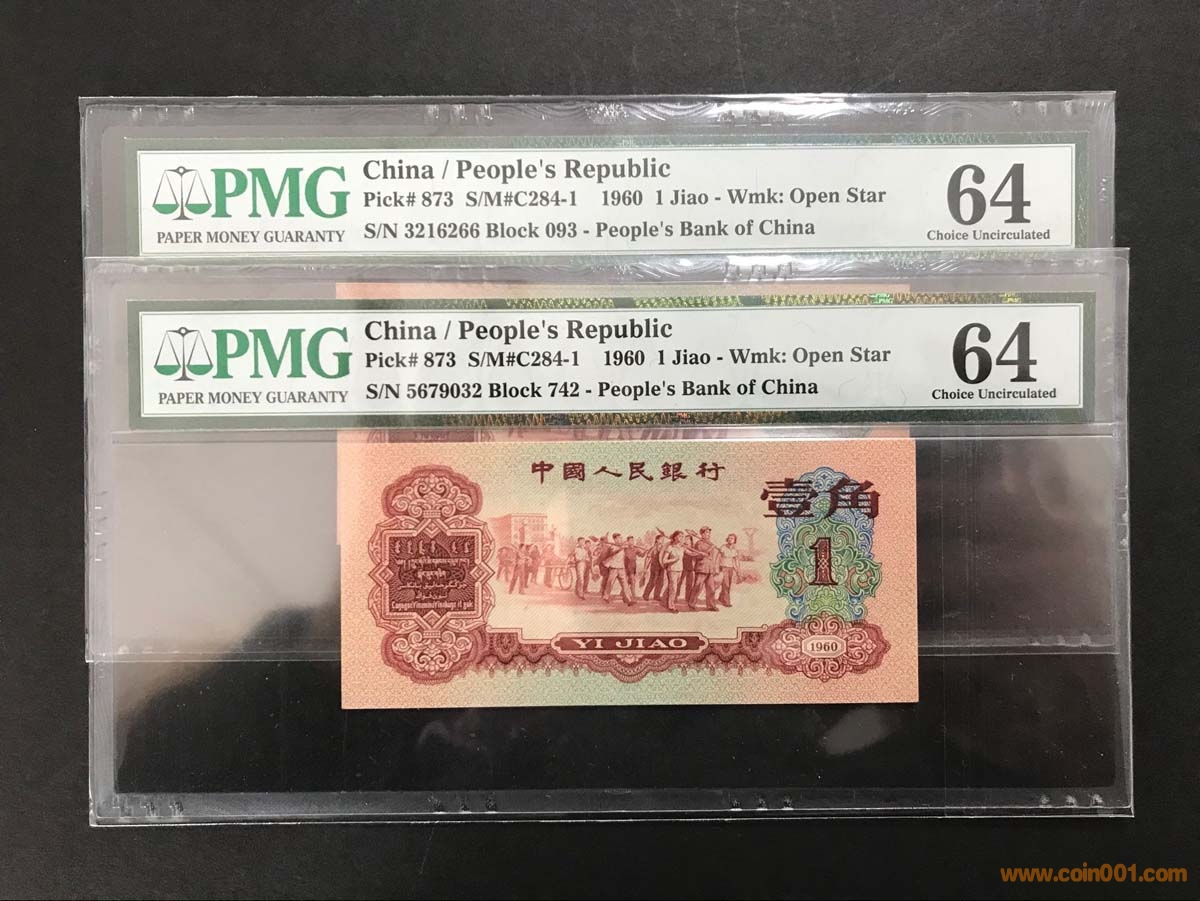 PMG
PAPER MONEY GUARANTY
China / People's Republic
Pick# 873 S/M#C284-1 1960 1 Jiao - Wmk: Open Star
S/N 3216266 Block 093 - People's Bank of China
64
Choice Uncirculated
PMG
PAPER MONEY GUARANTY
China / People's Republic
Pick# 873 S/M#C284-1 1960 1 Jiao - Wmk: Open Star
S/N 5679032 Block 742 - People's Bank of China
64
Choice Uncirculated
中國人民銀行
壹角
1
YI JIAO
1960
www.coin001.com